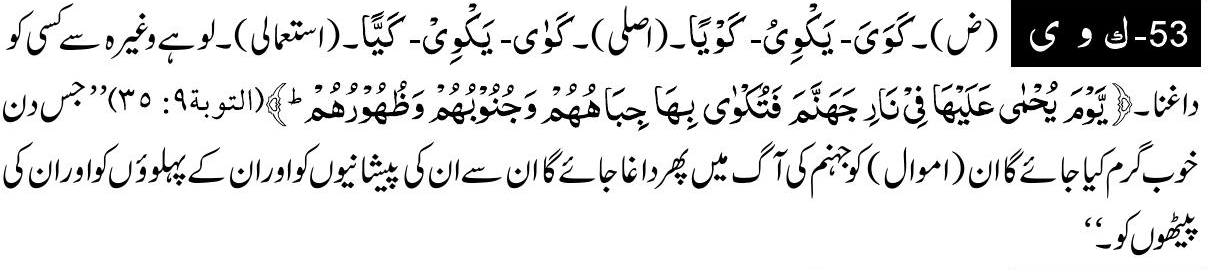 53- ك و ى (ض)۔ كَوَىَ- يَكْوِىُ- كَوْيًا۔ (اصلی)۔ كَوٰى- يَكْوِىْ- كَيًّا۔ (استعمالی)۔ لوہے وغیرہ سے کسی کو
داغنا۔ ﴿يَّوْمَ يُحْمٰى عَلَيْهَا فِىْ نَارِ جَهَنَّمَ فَتُكْوٰى بِهَا جِبَاهُهُمْ وَجُنُوْبُهُمْ وَظُهُوْرُهُمْ ط﴾ (التوبة۹: ۳۵) ’’جس دن
خوب گرم کیا جائے گا ان (اموال) کو جہنم کی آگ میں پھر داغا جائے گا ان سے ان کی پیشانیوں کو اور ان کے پہلوؤں کو اور ان کی
پیٹھوں کو۔‘‘